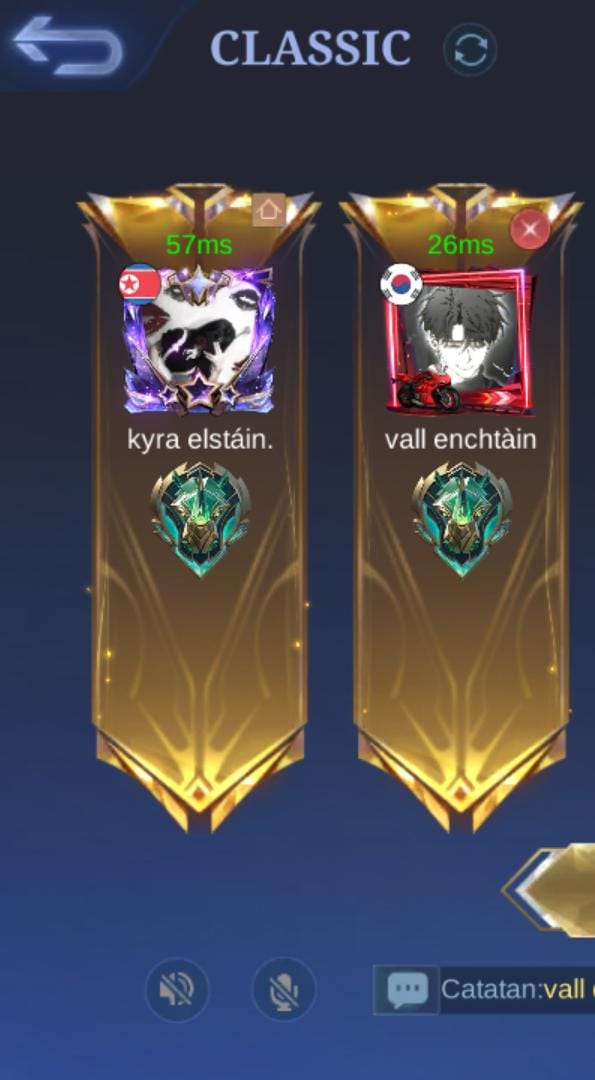 CLASSIC
57ms
26ms
kyra elstáin.
vall enchtàin
Catatan:vall